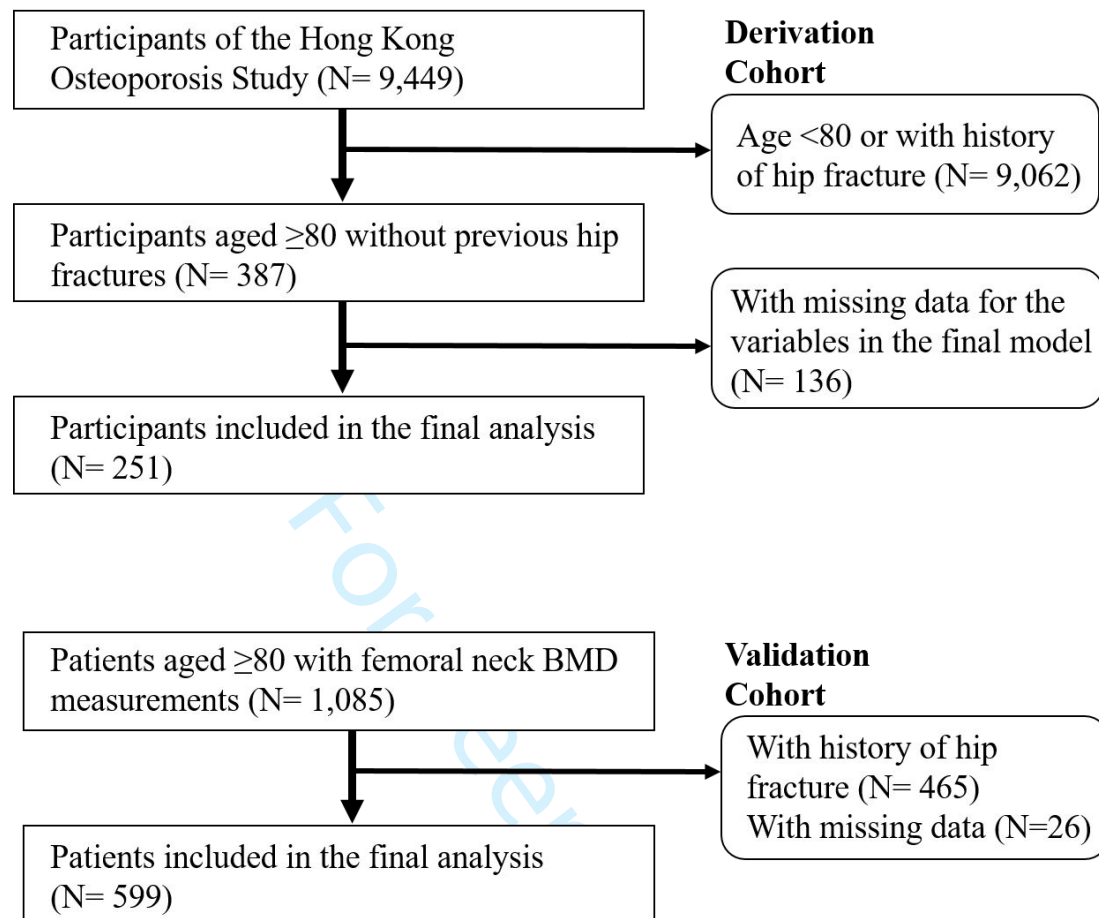 Participants of the Hong Kong
Osteoporosis Study (N= 9,449)
Derivation
Cohort
Age <80 or with history
of hip fracture (N= 9,062)
Participants aged ≥80 without previous hip
fractures (N= 387)
With missing data for the
variables in the final model
(N= 136)
Participants included in the final analysis
(N= 251)
For
Patients aged ≥80 with femoral neck BMD
measurements (N= 1,085)
Validation
Cohort
With history of hip
fracture (N= 465)
With missing data (N=26)
Patients included in the final analysis
(N= 599)